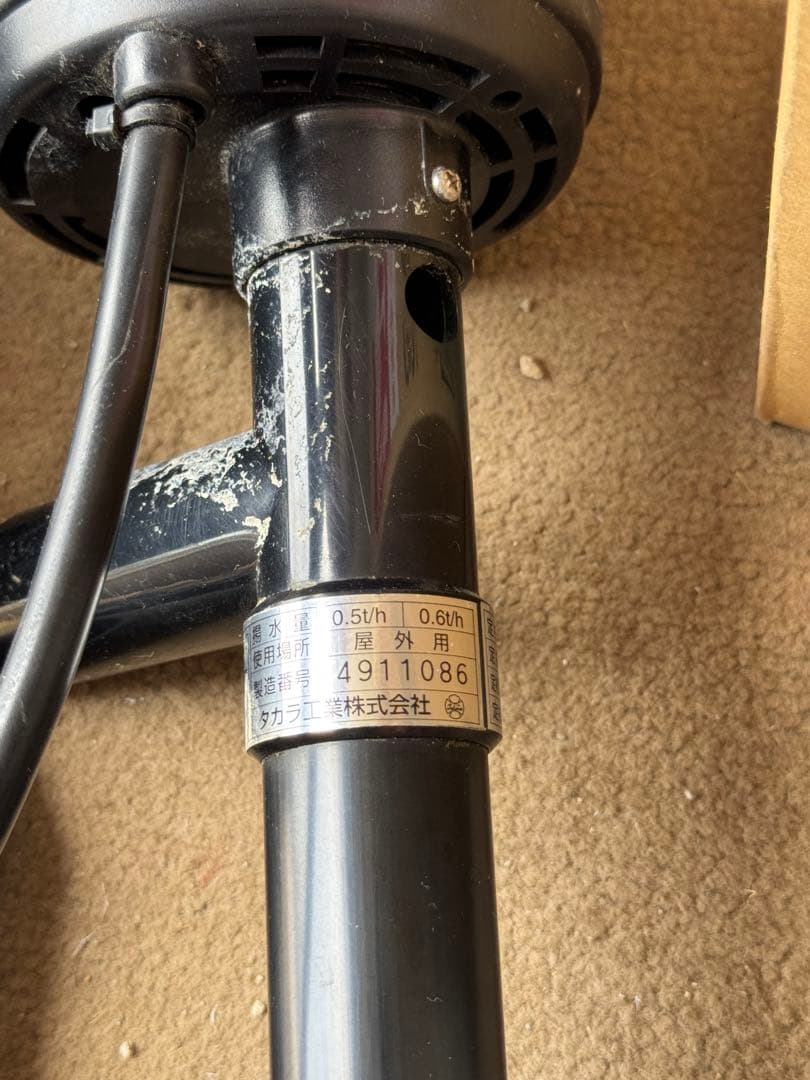 揚水量 0.5t/h 0.6t/h
使用場所 屋外用
製造番号 4911086
タカラ工業株式会社